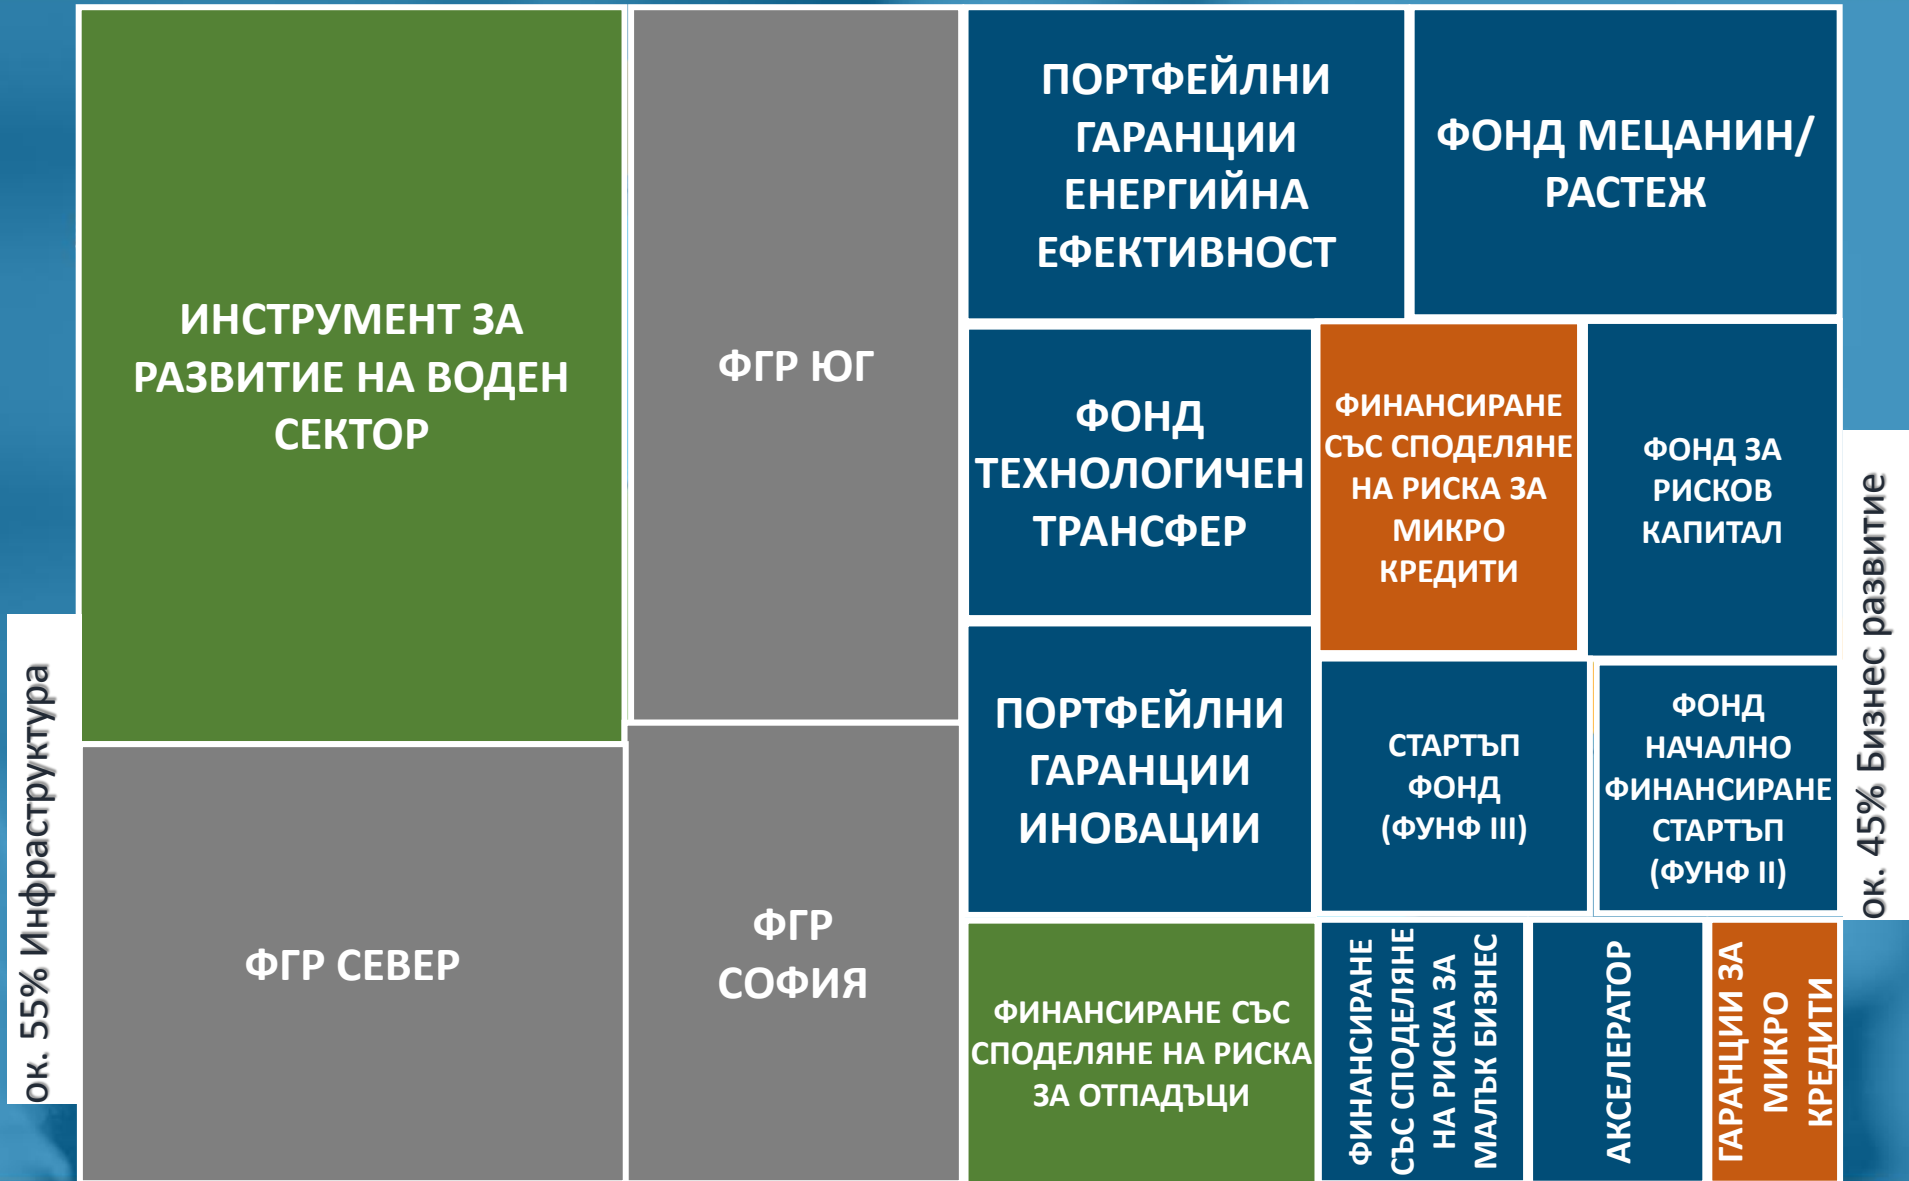 ИНСТРУМЕНТ ЗА
РАЗВИТИЕ НА ВОДЕН
СЕКТОР
ФГР ЮГ
ФГР СЕВЕР
ФГР
СОФИЯ
ПОРТФЕЙЛНИ
ГАРАНЦИИ
ЕНЕРГИЙНА
ЕФЕКТИВНОСТ
ФОНД МЕЦАНИН/
РАСТЕЖ
ФОНД
ТЕХНОЛОГИЧЕН
ТРАНСФЕР
ФИНАНСИРАНЕ
СЪС СПОДЕЛЯНЕ
НА РИСКА ЗА
МИКРО
КРЕДИТИ
ФОНД ЗА
РИСКОВ
КАПИТАЛ
ПОРТФЕЙЛНИ
ГАРАНЦИИ
ИНОВАЦИИ
СТАРТЪП
ФОНД
(ФУНФ III)
ФОНД
НАЧАЛНО
ФИНАНСИРАНЕ
СТАРТЪП
(ФУНФ II)
ФИНАНСИРАНЕ СЪС
СПОДЕЛЯНЕ НА РИСКА
ЗА ОТПАДЪЦИ
ФИНАНСИРАНЕ
СЪС СПОДЕЛЯНЕ
НА РИСКА ЗА
МАЛЪК БИЗНЕС
АКСЕЛЕРАТОР
ГАРАНЦИИ ЗА
МИКРО
КРЕДИТИ
ок. 55% Инфраструктура
ок. 45% Бизнес развитие